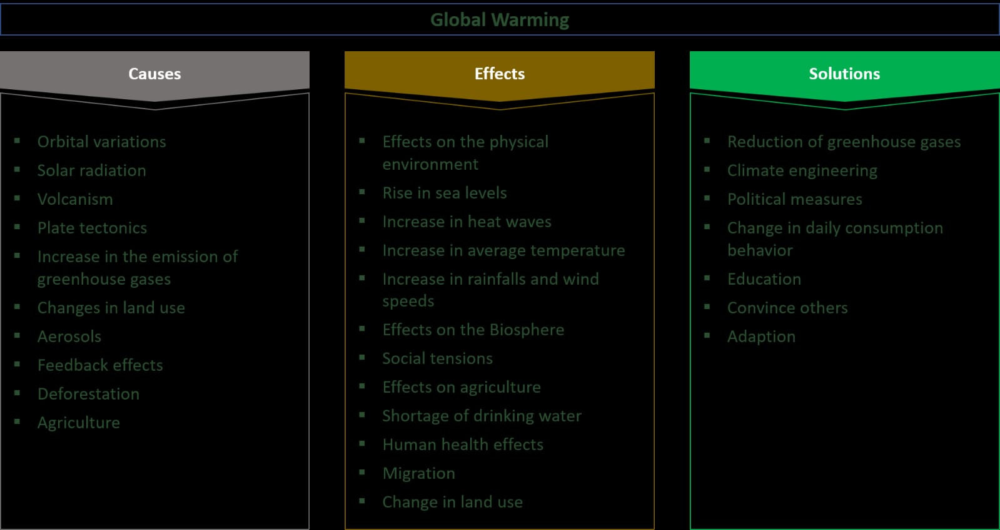 Global Warming
Causes
Orbital variations
Solar radiation
Volcanism
Plate tectonics
Increase in the emission of
greenhouse gases
Changes in land use
Aerosols
Feedback effects
Deforestation
Agriculture
Effects
Effects on the physical
environment
Rise in sea levels
Increase in heat waves
Increase in average temperature
Increase in rainfalls and wind
speeds
Effects on the Biosphere
Social tensions
Effects on agriculture
Shortage of drinking water
Human health effects
Migration
Change in land use
Solutions
Reduction of greenhouse gases
Climate engineering
Political measures
Change in daily consumption
behavior
Education
Convince others
Adaption